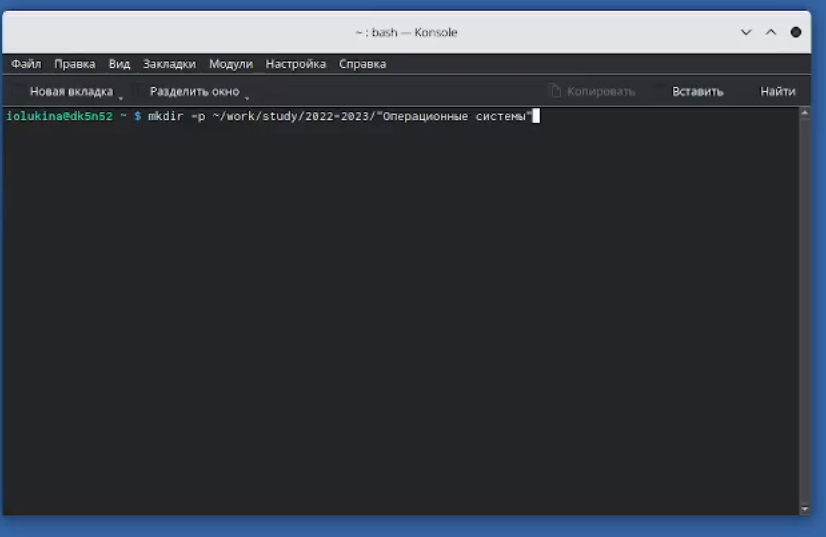 ~ : bash — Konsole
Файл Правка Вид Закладки Модули Настройка Справка
Новая вкладка Разделить окно Копировать Вставить Найти
iolukina@dk5n52 ~ $ mkdir -p ~/work/study/2022-2023/"Операционные системы"